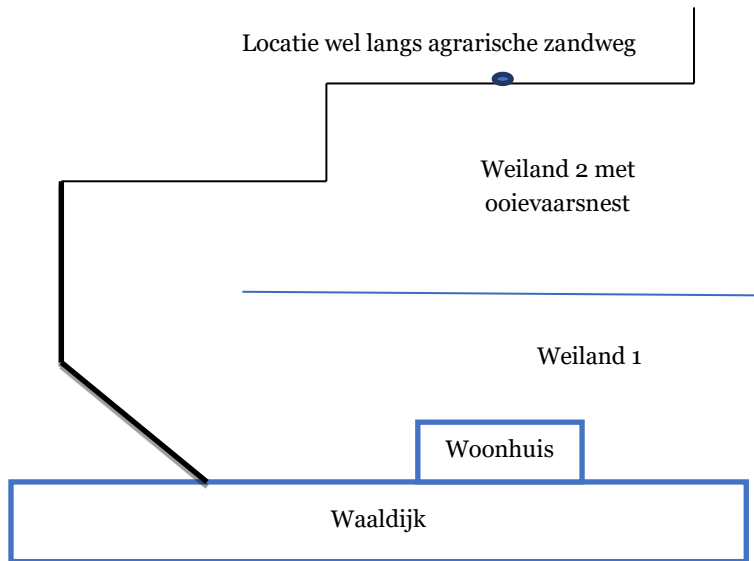 Locatie wel langs agrarische zandweg
Weiland 2 met
ooievaarsnest
Weiland 1
Woonhuis
Waaldijk